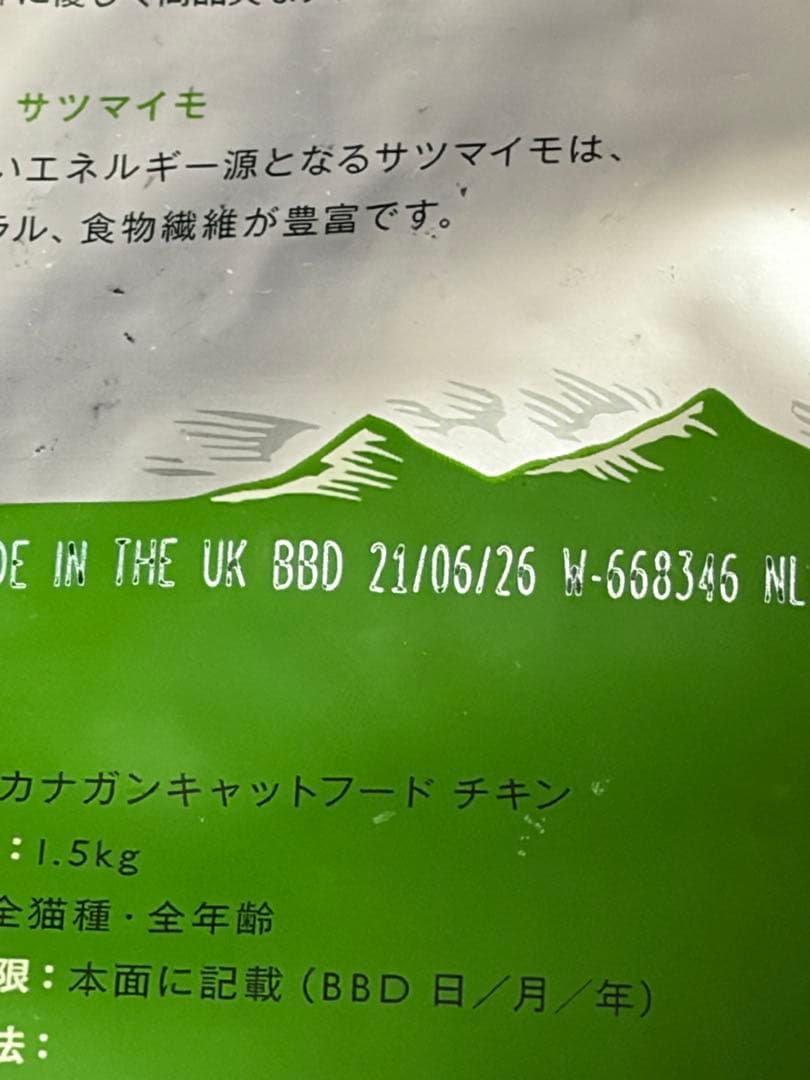 サツマイモ
いエネルギー源となるサツマイモは、
ラル、食物繊維が豊富です。
DE IN THE UK BBD 21/06/26 W-668346 NL
カナガンキャットフード チキン
：1.5kg
全猫種・全年齢
限：本面に記載（BBD 日／月／年）
法：